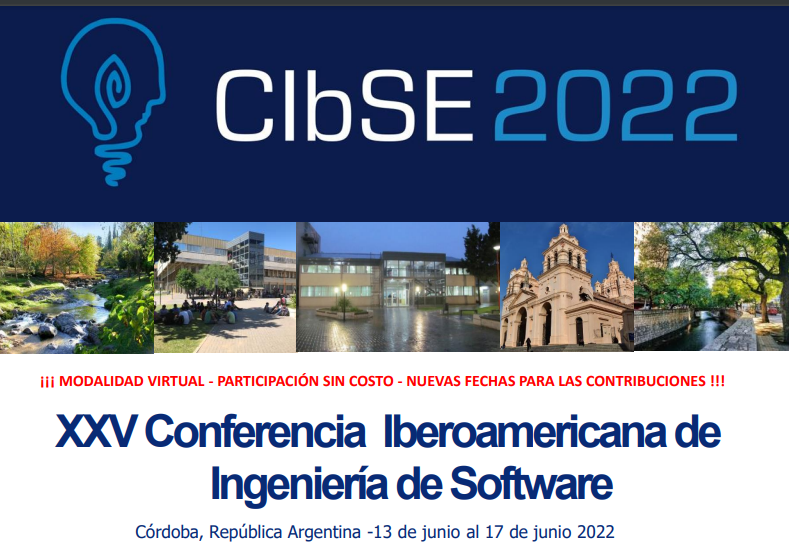 CIbSE 2022
¡¡¡ MODALIDAD VIRTUAL - PARTICIPACIÓN SIN COSTO - NUEVAS FECHAS PARA LAS CONTRIBUCIONES !!!
XXV Conferencia Iberoamericana de
Ingeniería de Software
Córdoba, República Argentina -13 de junio al 17 de junio 2022